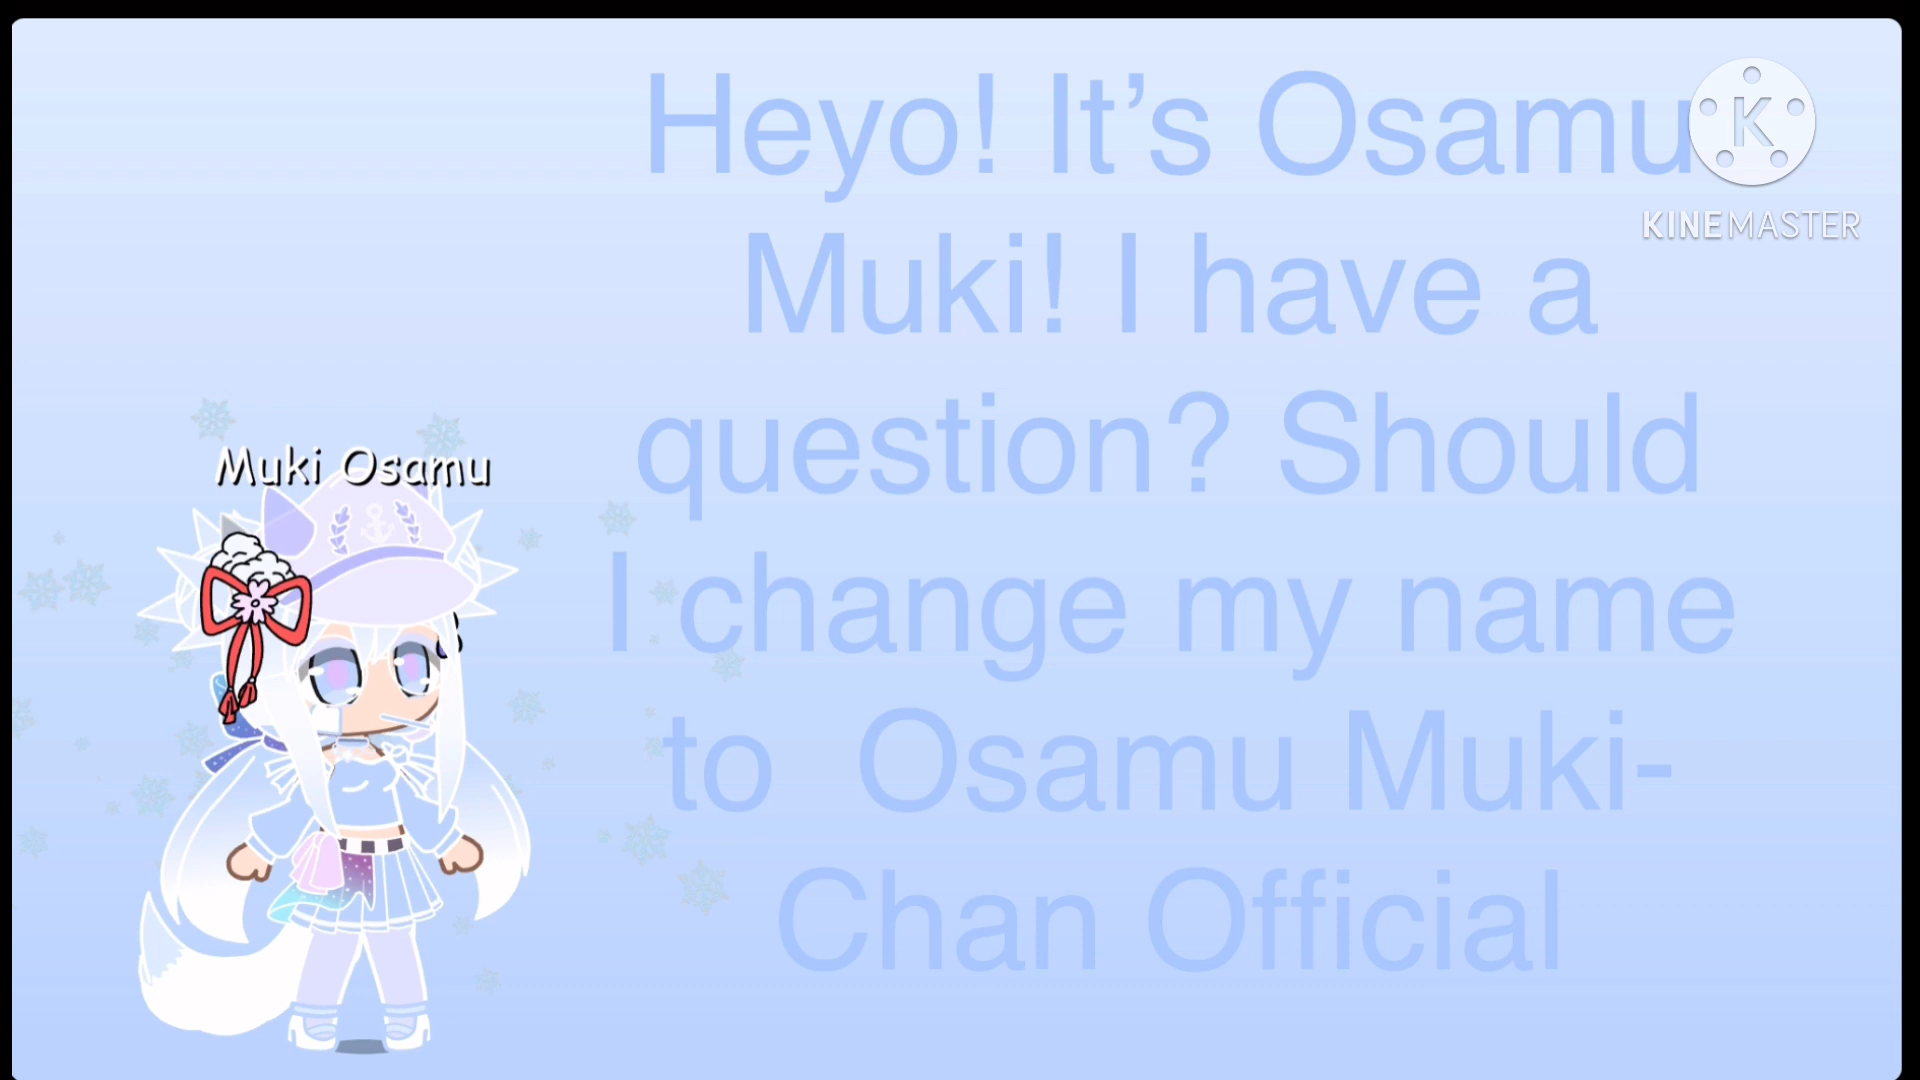 Heyo! It’s Osamu
Muki! I have a
question? Should
I change my name
to Osamu Muki-
Chan Official
K
KINEMASTER
Muki Osamu